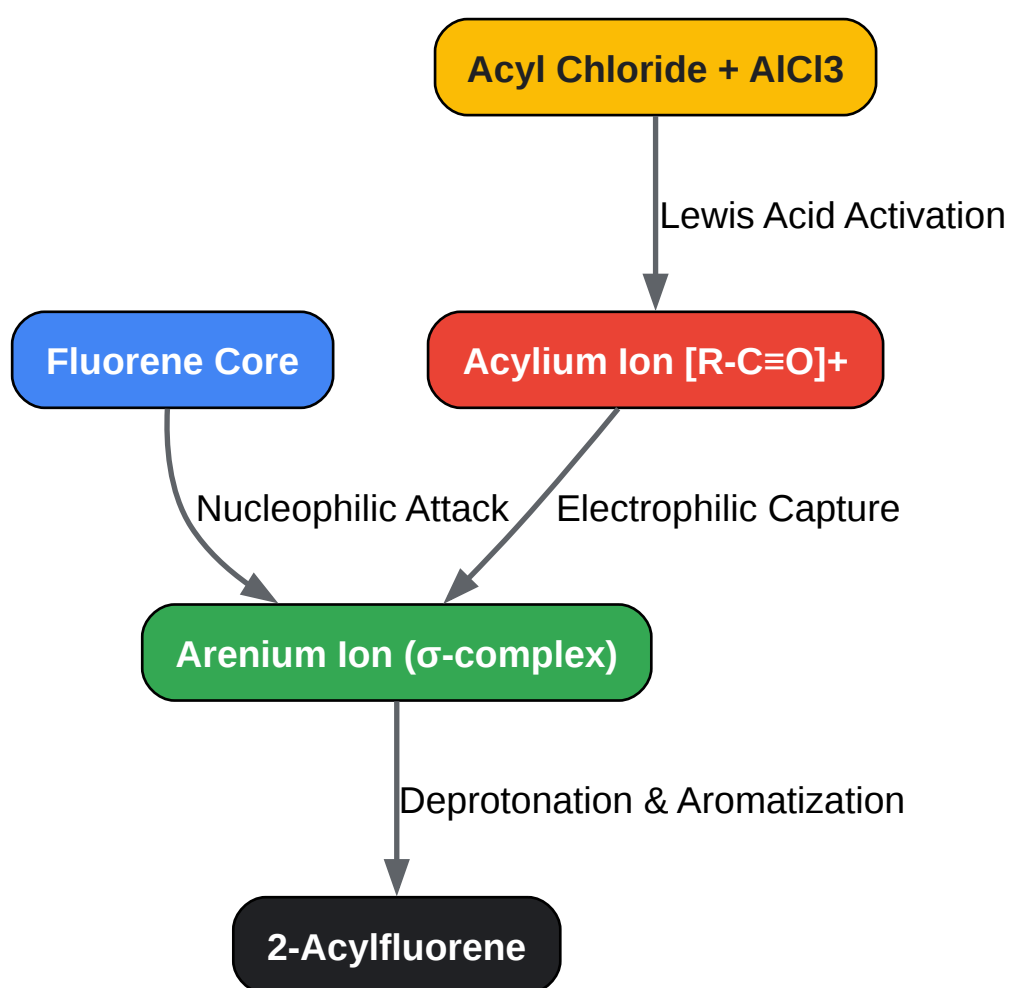 Acyl Chloride + AlCl3
Lewis Acid Activation
Fluorene Core
Acylium Ion [R-C≡O]+
Nucleophilic Attack
Electrophilic Capture
Arenium Ion (σ-complex)
Deprotonation & Aromatization
2-Acylfluorene